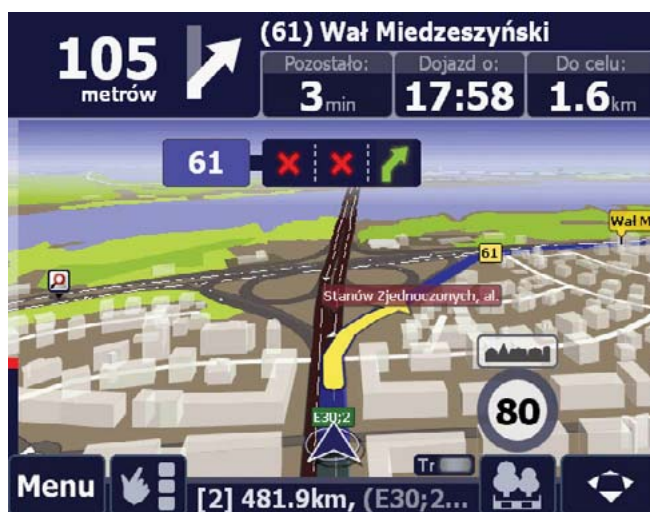 105
metrów
(61) Wał Miedzeszyński
Pozostało:
3min
Dojazd o:
17:58
Do celu:
1.6km
61
Wał M
61
Stanów Zjednoczonych, al.
80
E30;2
Tr
Menu
[2] 481.9km, (E30;2...